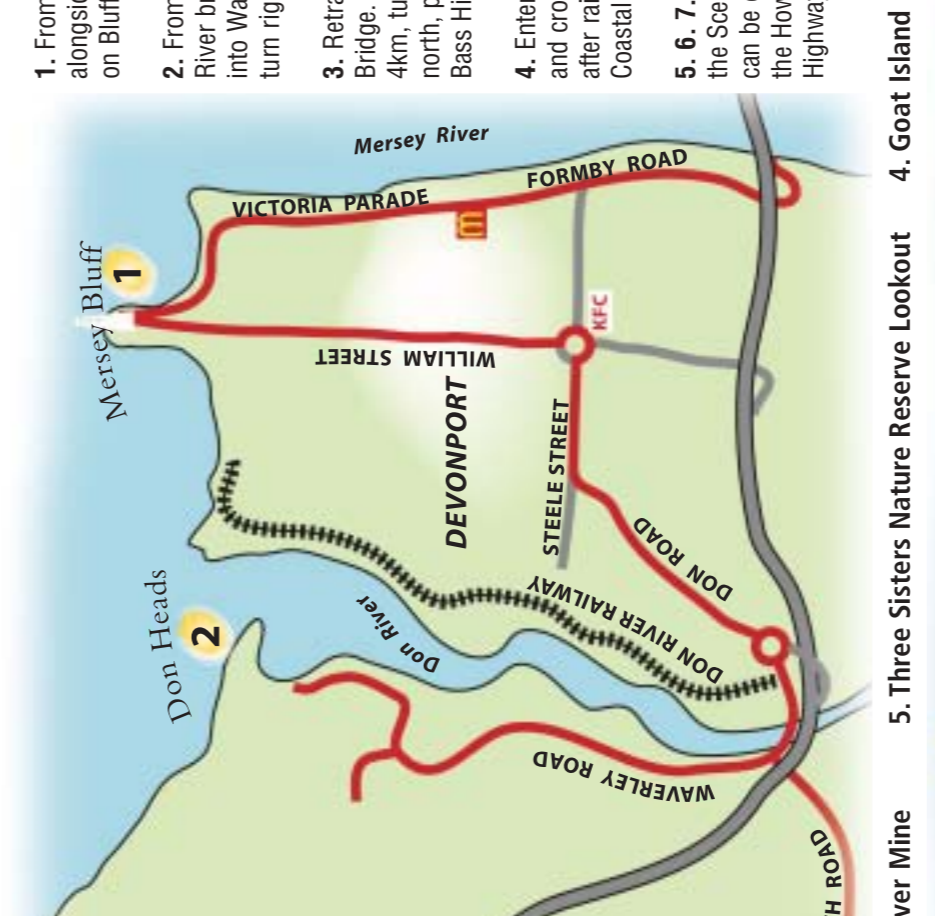 1. From
alongsid
on Bluff
2. From
River br
into Wa
turn rig
3. Retra
Bridge.
4km, tu
north, p
Bass Hi
4. Enter
and cro
after rai
Coastal
5. 6. 7.
the Sce
can be
the How
Highway
Mersey Bluff
1
Mersey River
VICTORIA PARADE
FORMBY ROAD
WILLIAM STREET
KFC
DEVONPORT
STEELE STREET
DON ROAD
DON RIVER RAILWAY
Don River
Don Heads
2
WAVERLEY ROAD
H ROAD
ver Mine
5. Three Sisters Nature Reserve Lookout
4. Goat Island